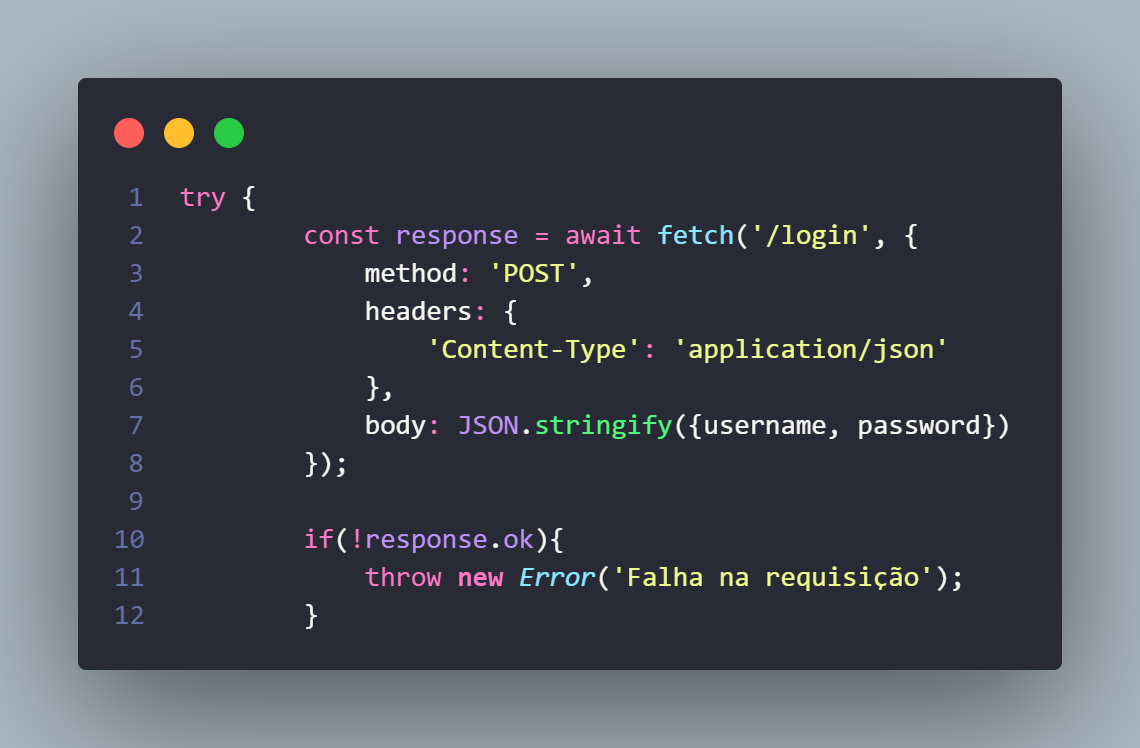 1 try {
2 const response = await fetch('/login', {
3 method: 'POST',
4 headers: {
5 'Content-Type': 'application/json'
6 },
7 body: JSON.stringify({username, password})
8 });
9
10 if(!response.ok){
11 throw new Error('Falha na requisição');
12 }